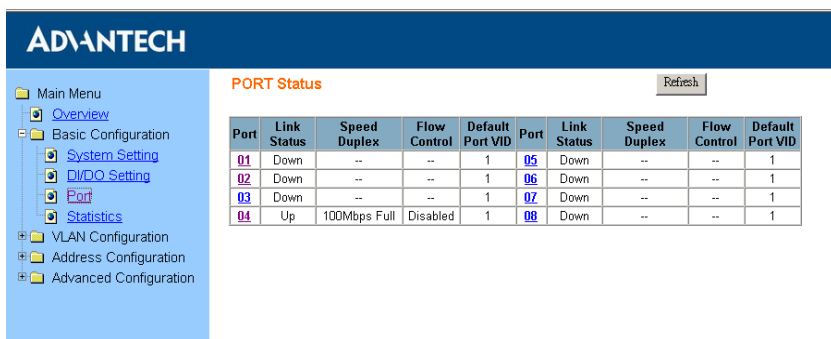 ADVANTECH
Main Menu
Overview
Basic Configuration
System Setting
DI/DO Setting
Port
Statistics
VLAN Configuration
Address Configuration
Advanced Configuration
PORT Status
Refresh
Port Link Status Speed Duplex Flow Control Default Port VID Port Link Status Speed Duplex Flow Control Default Port VID
01 Down -- -- 1 05 Down -- -- 1
02 Down -- -- 1 06 Down -- -- 1
03 Down -- -- 1 07 Down -- -- 1
04 Up 100Mbps Full Disabled 1 08 Down -- -- 1